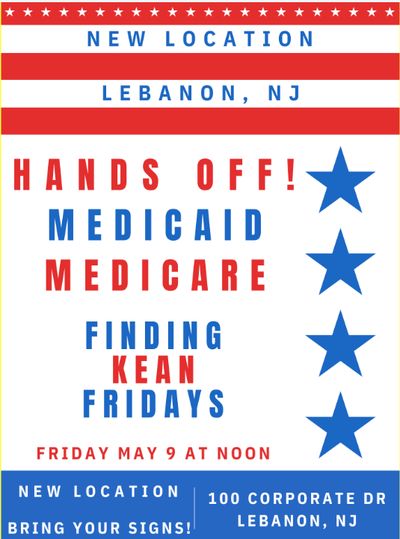 NEW LOCATION
LEBANON, NJ
HANDS OFF!
MEDICAID
MEDICARE
FINDING
KEAN
FRIDAYS
FRIDAY MAY 9 AT NOON
NEW LOCATION
BRING YOUR SIGNS!
100 CORPORATE DR
LEBANON, NJ